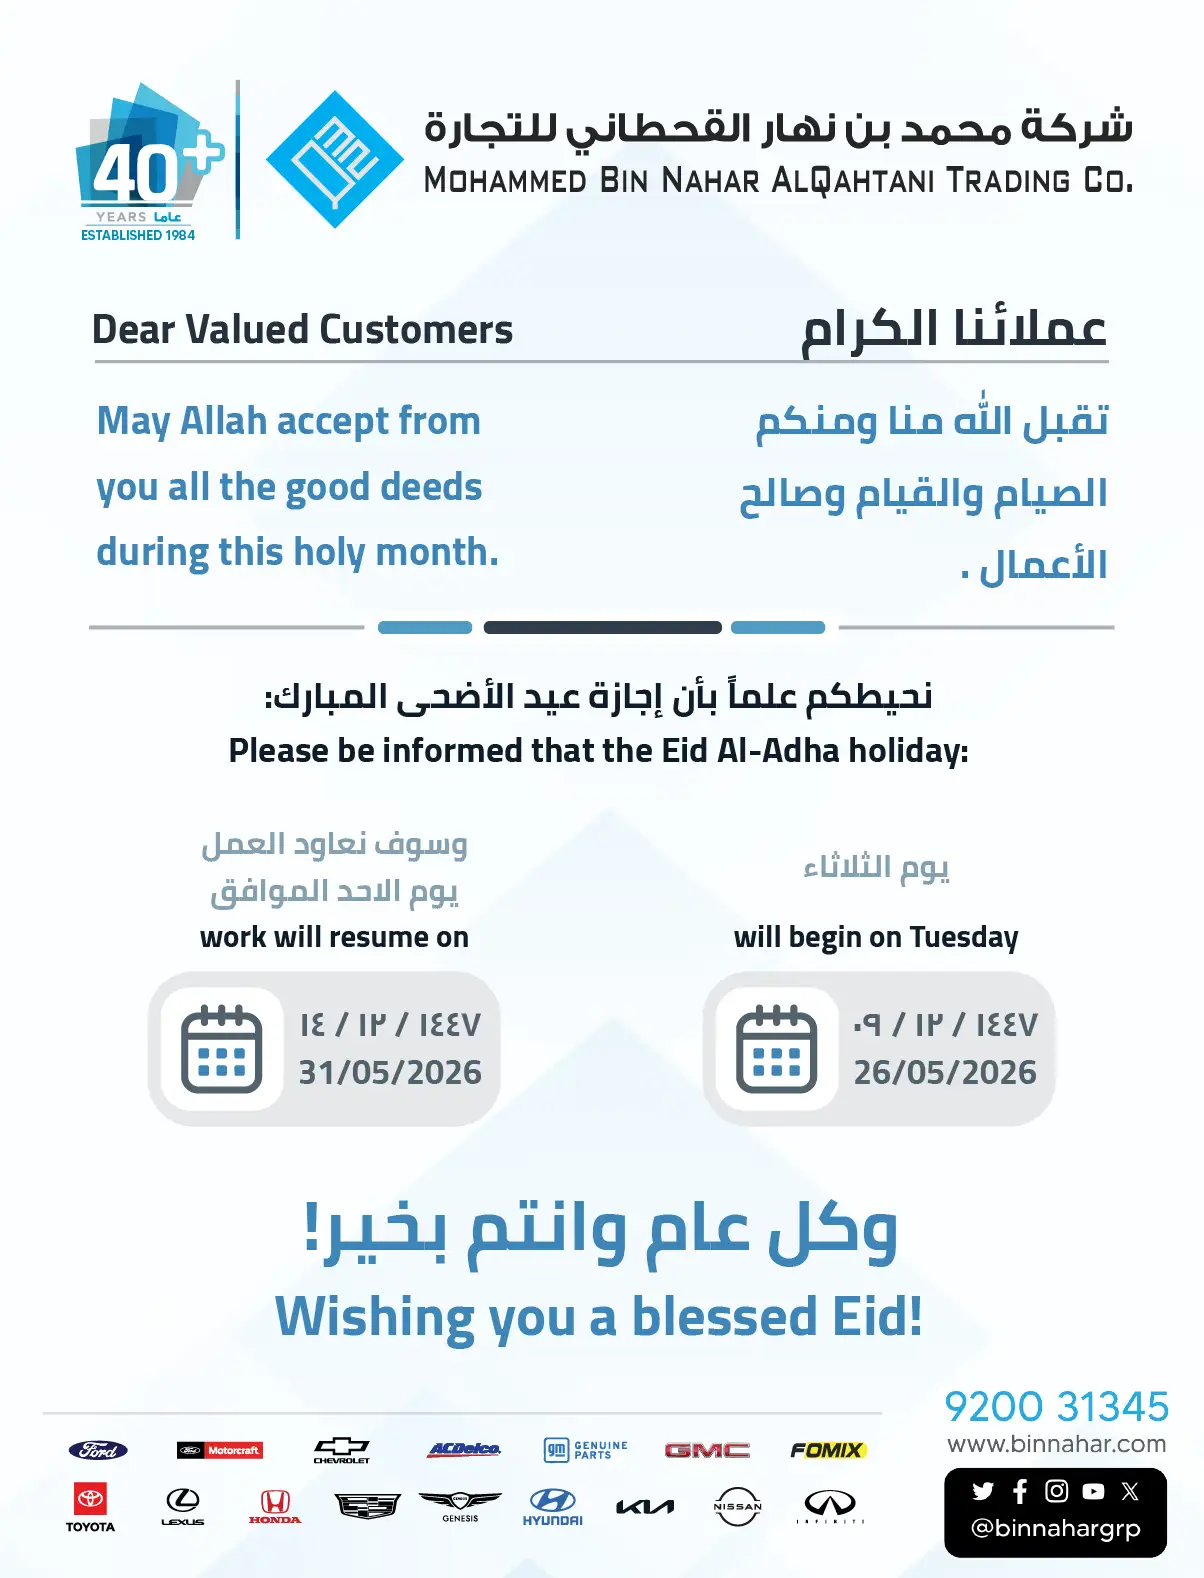 40+
YEARS عاما
ESTABLISHED 1984
شركة محمد بن نهار القحطاني للتجارة
MOHAMMED BIN NAHAR ALQAHTANI TRADING CO.
Dear Valued Customers
عملائنا الكرام
May Allah accept from
you all the good deeds
during this holy month.
تقبل الله منا ومنكم
الصيام والقيام وصالح
الأعمال .
نحيطكم علماً بأن إجازة عيد الأضحى المبارك:
Please be informed that the Eid Al-Adha holiday:
يوم الثلاثاء
will begin on Tuesday
٠٩ / ١٢ / ١٤٤٧
26/05/2026
وسوف نعاود العمل
يوم الاحد الموافق
work will resume on
١٤ / ١٢ / ١٤٤٧
31/05/2026
وكل عام وانتم بخير!
Wishing you a blessed Eid!
Ford
Ford Motorcraft
CHEVROLET
ACDelco
gm GENUINE PARTS
GMC
FOMIX
TOYOTA
LEXUS
HONDA
GENESIS
HYUNDAI
KIA
NISSAN
INFINITI
9200 31345
www.binnahar.com
@binnahargrp